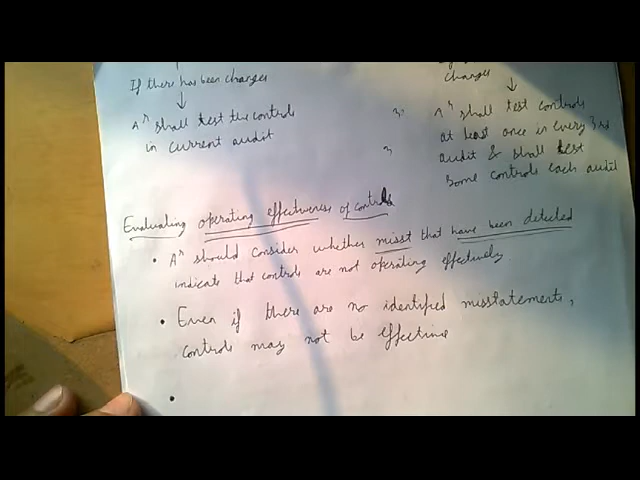 If there has been changes
A^r shall test the controls
in current audit
changes
A^r shall test controls
at least once in every 3rd
audit & shall test
some controls each audit
Evaluating operating effectiveness of controls
• A^r should consider whether misst that have been detected
indicate that controls are not operating effectively.
• Even if there are no identified misstatements,
controls may not be effective
•